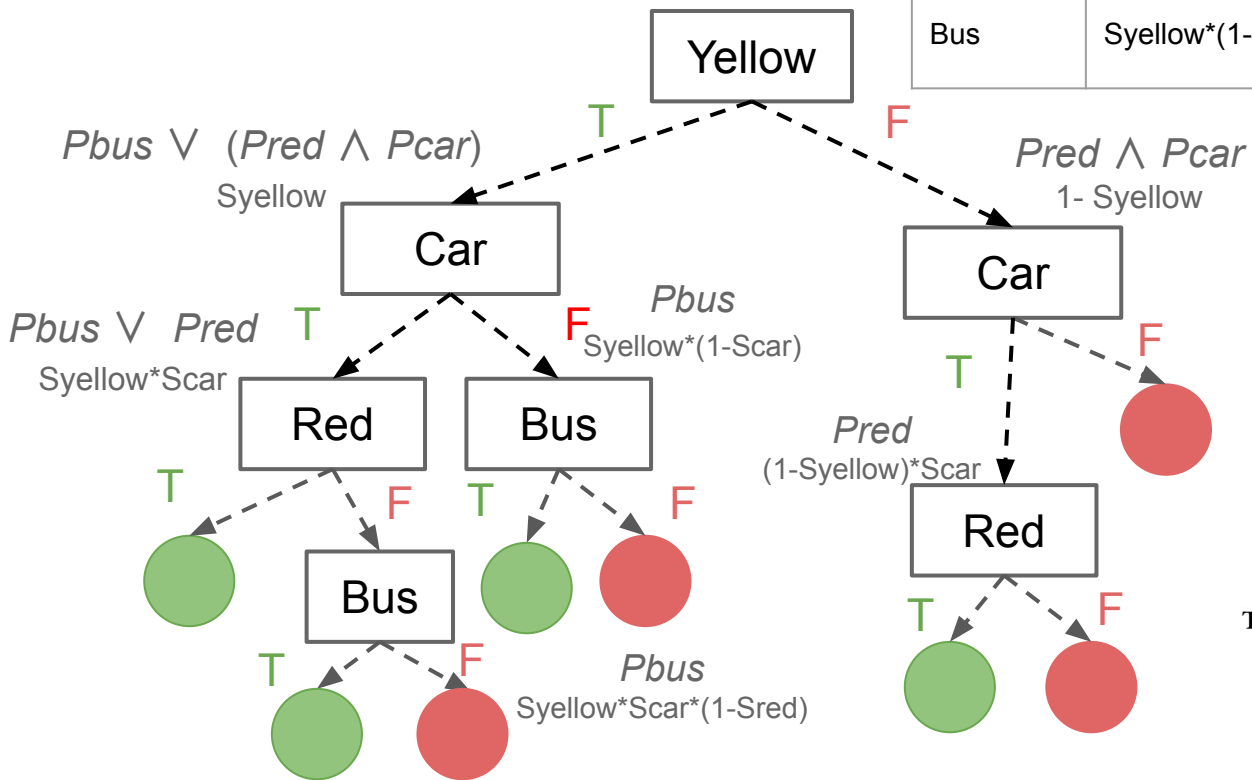 Bus Syellow*(1-
Yellow
T F
Pbus ∨ (Pred ∧ Pcar)
Syellow
Pred ∧ Pcar
1- Syellow
Car
Car
Pbus ∨ Pred
Syellow*Scar
T F
Pbus
Syellow*(1-Scar)
T F
Red
Bus
Pred
(1-Syellow)*Scar
T F
T F
Red
Bus
T F
T F
Pbus
Syellow*Scar*(1-Sred)
T